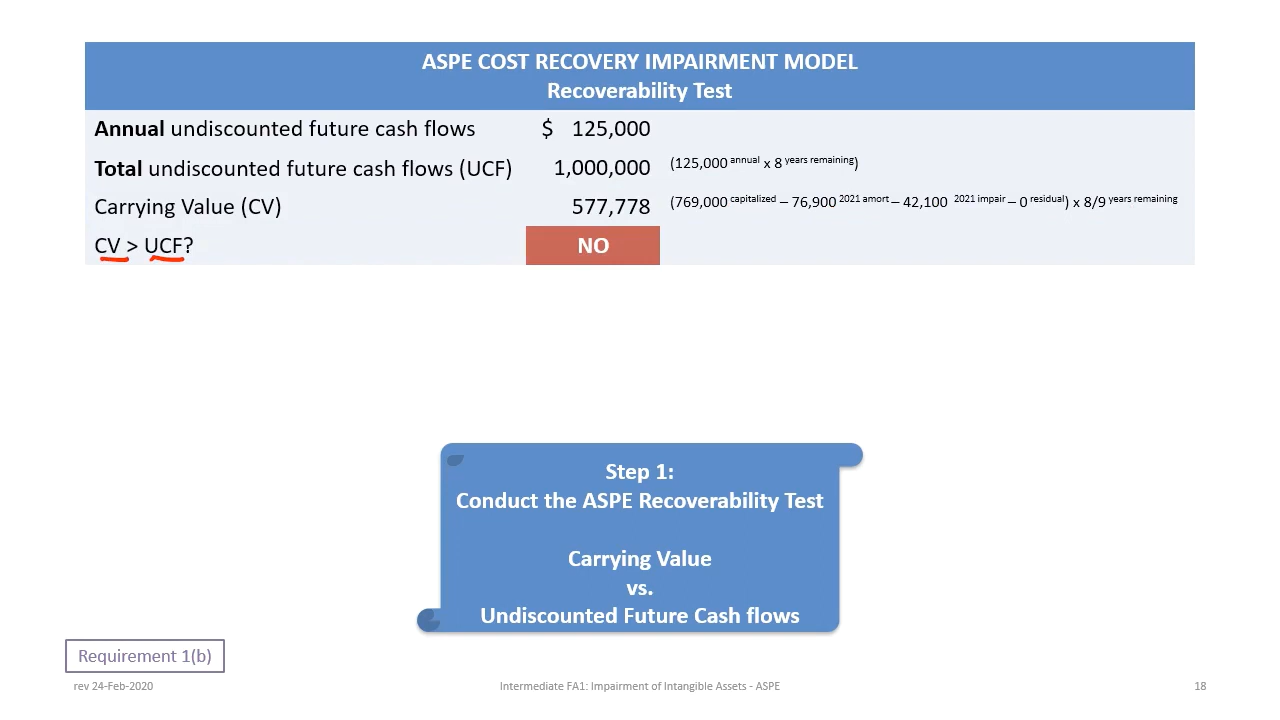 ASPE COST RECOVERY IMPAIRMENT MODEL
Recoverability Test
Annual undiscounted future cash flows $ 125,000
Total undiscounted future cash flows (UCF) 1,000,000 (125,000 annual x 8 years remaining)
Carrying Value (CV) 577,778 (769,000 capitalized – 76,900 2021 amort – 42,100 2021 impair – 0 residual) x 8/9 years remaining
CV > UCF? NO
Step 1:
Conduct the ASPE Recoverability Test
Carrying Value
vs.
Undiscounted Future Cash flows
Requirement 1(b)
rev 24-Feb-2020 Intermediate FA1: Impairment of Intangible Assets - ASPE 18